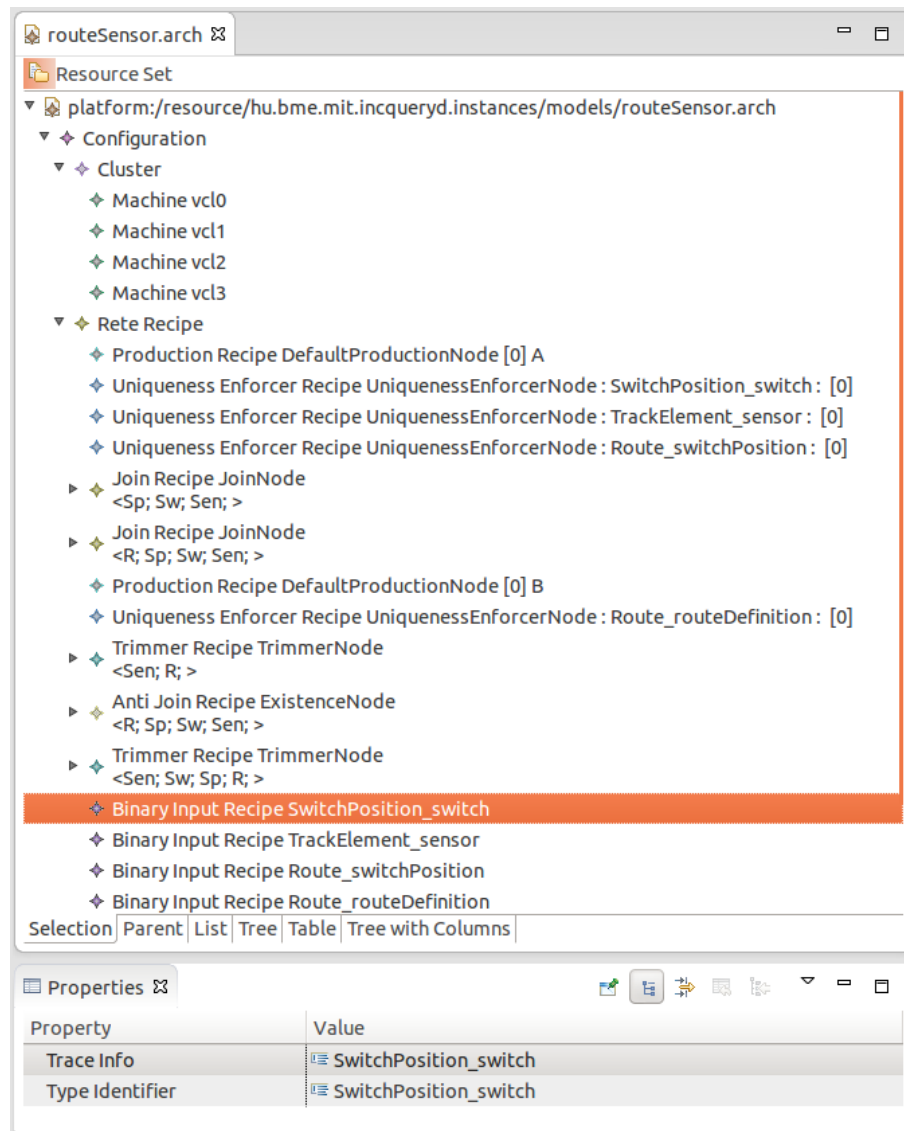 routeSensor.arch
Resource Set
platform:/resource/hu.bme.mit.incqueryd.instances/models/routeSensor.arch
Configuration
Cluster
Machine vcl0
Machine vcl1
Machine vcl2
Machine vcl3
Rete Recipe
Production Recipe DefaultProductionNode [0] A
Uniqueness Enforcer Recipe UniquenessEnforcerNode : SwitchPosition_switch : [0]
Uniqueness Enforcer Recipe UniquenessEnforcerNode : TrackElement_sensor : [0]
Uniqueness Enforcer Recipe UniquenessEnforcerNode : Route_switchPosition : [0]
Join Recipe JoinNode
<Sp; Sw; Sen; >
Join Recipe JoinNode
<R; Sp; Sw; Sen; >
Production Recipe DefaultProductionNode [0] B
Uniqueness Enforcer Recipe UniquenessEnforcerNode : Route_routeDefinition : [0]
Trimmer Recipe TrimmerNode
<Sen; R; >
Anti Join Recipe ExistenceNode
<R; Sp; Sw; Sen; >
Trimmer Recipe TrimmerNode
<Sen; Sw; Sp; R; >
Binary Input Recipe SwitchPosition_switch
Binary Input Recipe TrackElement_sensor
Binary Input Recipe Route_switchPosition
Binary Input Recipe Route_routeDefinition
Selection Parent List Tree Table Tree with Columns
Properties
Property Value
Trace Info SwitchPosition_switch
Type Identifier SwitchPosition_switch